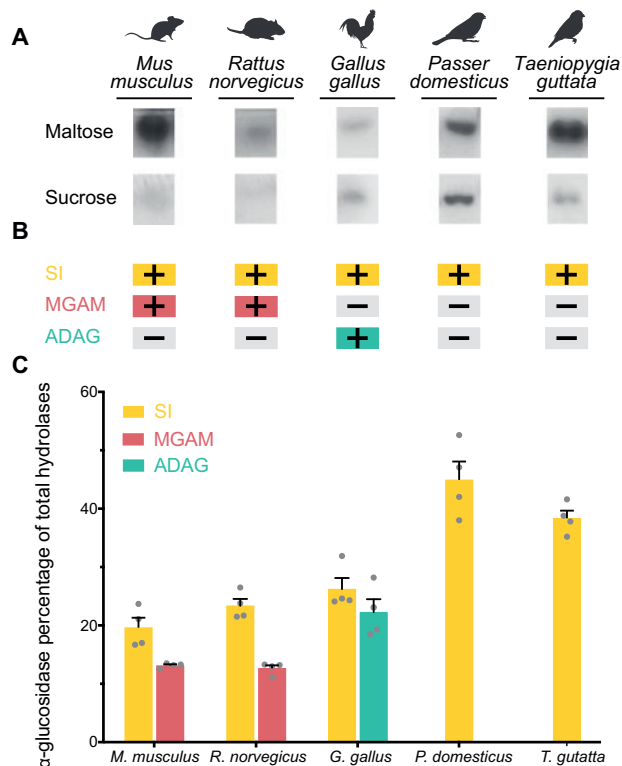 A
Mus musculus
Rattus norvegicus
Gallus gallus
Passer domesticus
Taeniopygia guttata
Maltose
Sucrose
B
SI + + + + +
MGAM + + − − −
ADAG − − + − −
C
α-glucosidase percentage of total hydrolases
60
40
20
0
SI
MGAM
ADAG
M. musculus
R. norvegicus
G. gallus
P. domesticus
T. gutatta